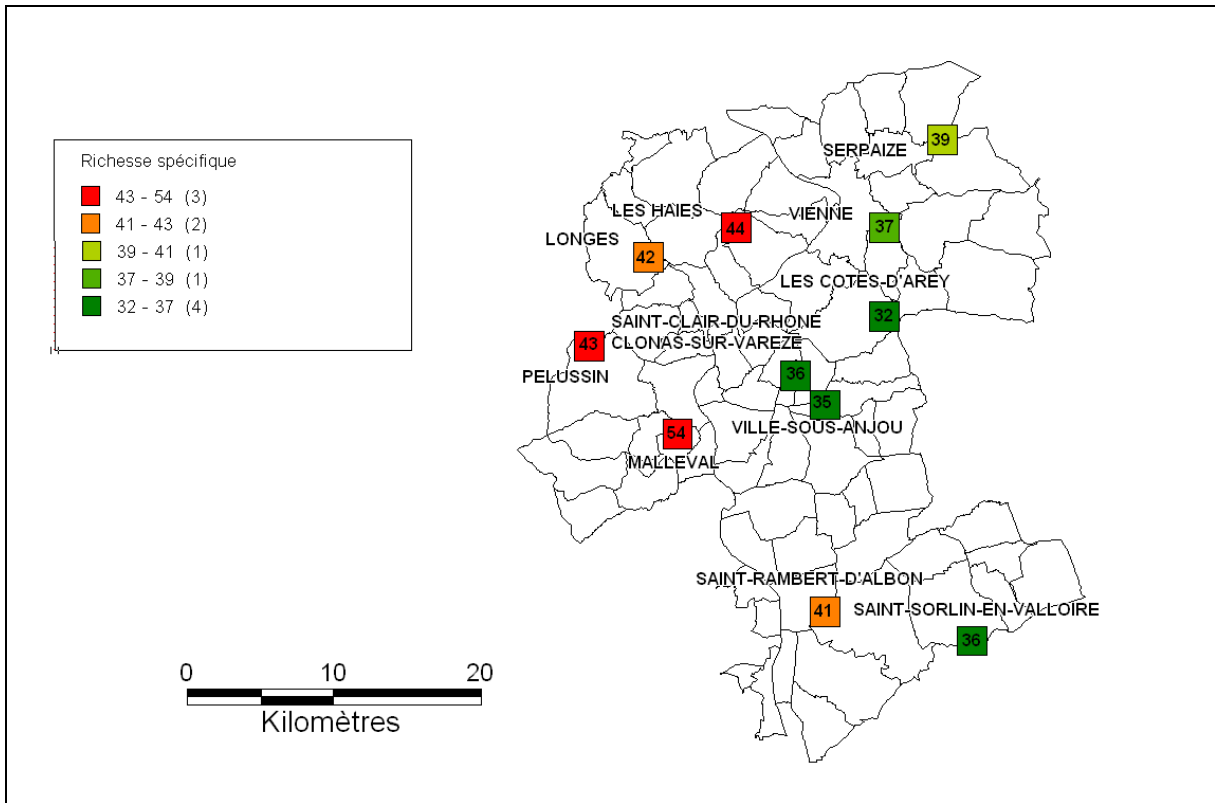 Richesse spécifique
43 - 54 (3)
41 - 43 (2)
39 - 41 (1)
37 - 39 (1)
32 - 37 (4)
SERPAIZE
39
LES HAIES
44
VIENNE
37
LONGES
42
LES COTES-D'AREY
32
SAINT-CLAIR-DU-RHONE
43
CLONAS-SUR-VAREZE
PELUSSIN
36
35
VILLE-SOUS-ANJOU
54
MALLEVAL
SAINT-RAMBERT-D'ALBON
41
SAINT-SORLIN-EN-VALLOIRE
36
0 10 20
Kilomètres